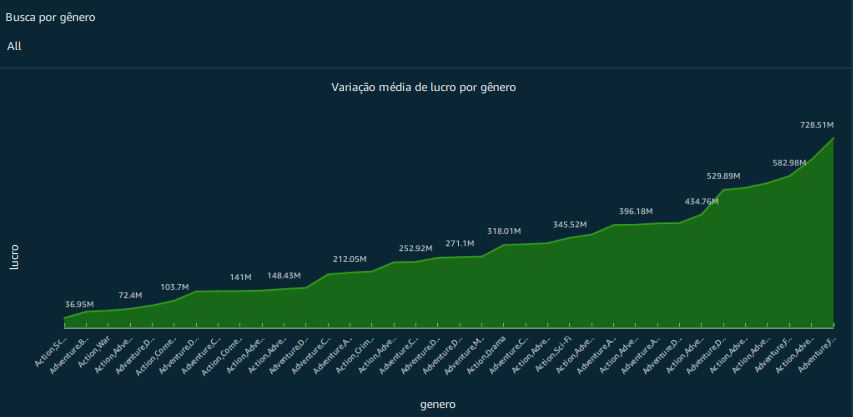 Busca por gênero
All
Variação média de lucro por gênero
728.51M
582.98M
529.89M
434.76M
396.18M
345.52M
318.01M
271.1M
252.92M
212.05M
148.43M
141M
103.7M
72.4M
36.95M
lucro
Action,Sc...
Adventure,B...
Action,War
Action,Adve...
Adventure,D...
Action,Come...
Adventure,D...
Adventure,C...
Action,Come...
Action,Adve...
Action,Adve...
Adventure,D...
Adventure,C...
Adventure,A...
Action,Crim...
Action,Adve...
Adventure,C...
Adventure,D...
Adventure,D...
Adventure,M...
Action,Drama
Adventure,C...
Action,Adve...
Action,Sci-Fi
Action,Adve...
Adventure,A...
Action,Adve...
Adventure,A...
Adventure,D...
Action,Adve...
Adventure,D...
Action,Adve...
Action,Adve...
Adventure,F...
Action,Adve...
Adventure,F...
genero